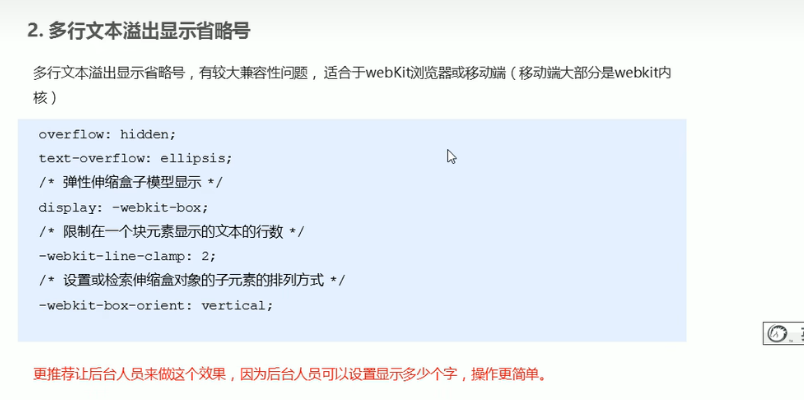 2. 多行文本溢出显示省略号
多行文本溢出显示省略号，有较大兼容性问题， 适合于webKit浏览器或移动端（移动端大部分是webkit内
核）
overflow: hidden;
text-overflow: ellipsis;
/* 弹性伸缩盒子模型显示 */
display: -webkit-box;
/* 限制在一个块元素显示的文本的行数 */
-webkit-line-clamp: 2;
/* 设置或检索伸缩盒对象的子元素的排列方式 */
-webkit-box-orient: vertical;
更推荐让后台人员来做这个效果，因为后台人员可以设置显示多少个字，操作更简单。